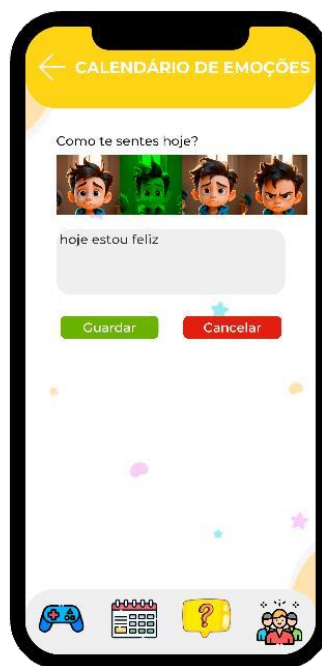 CALENDÁRIO DE EMOÇÕES
Como te sentes hoje?
hoje estou feliz
Guardar
Cancelar
?